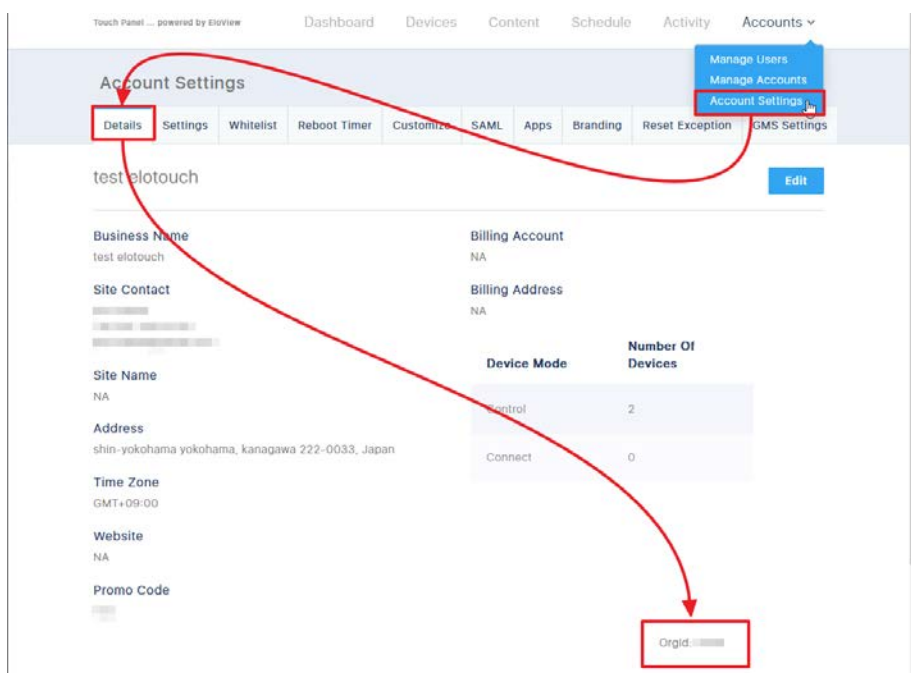 Touch Panel ... powered by EloView
Dashboard Devices Content Schedule Activity Accounts
Manage Users
Manage Accounts
Account Settings
Account Settings
Details Settings Whitelist Reboot Timer Customize SAML Apps Branding Reset Exception GMS Settings
test elotouch
Edit
Business Name
test elotouch
Site Contact
Site Name
NA
Address
shin-yokohama yokohama, kanagawa 222-0033, Japan
Time Zone
GMT+09:00
Website
NA
Promo Code
Billing Account
NA
Billing Address
NA
Device Mode Number Of
Devices
Control 2
Connect 0
OrgId: